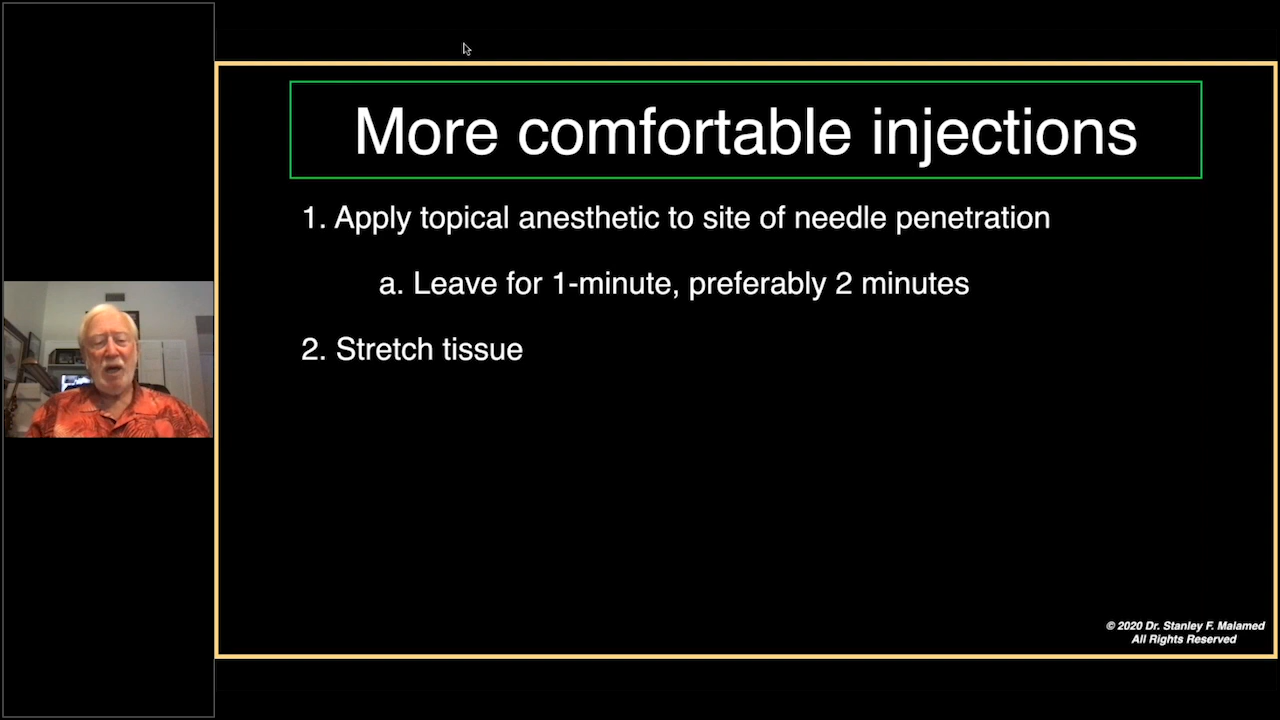 More comfortable injections
1. Apply topical anesthetic to site of needle penetration
a. Leave for 1-minute, preferably 2 minutes
2. Stretch tissue
© 2020 Dr. Stanley F. Malamed
All Rights Reserved